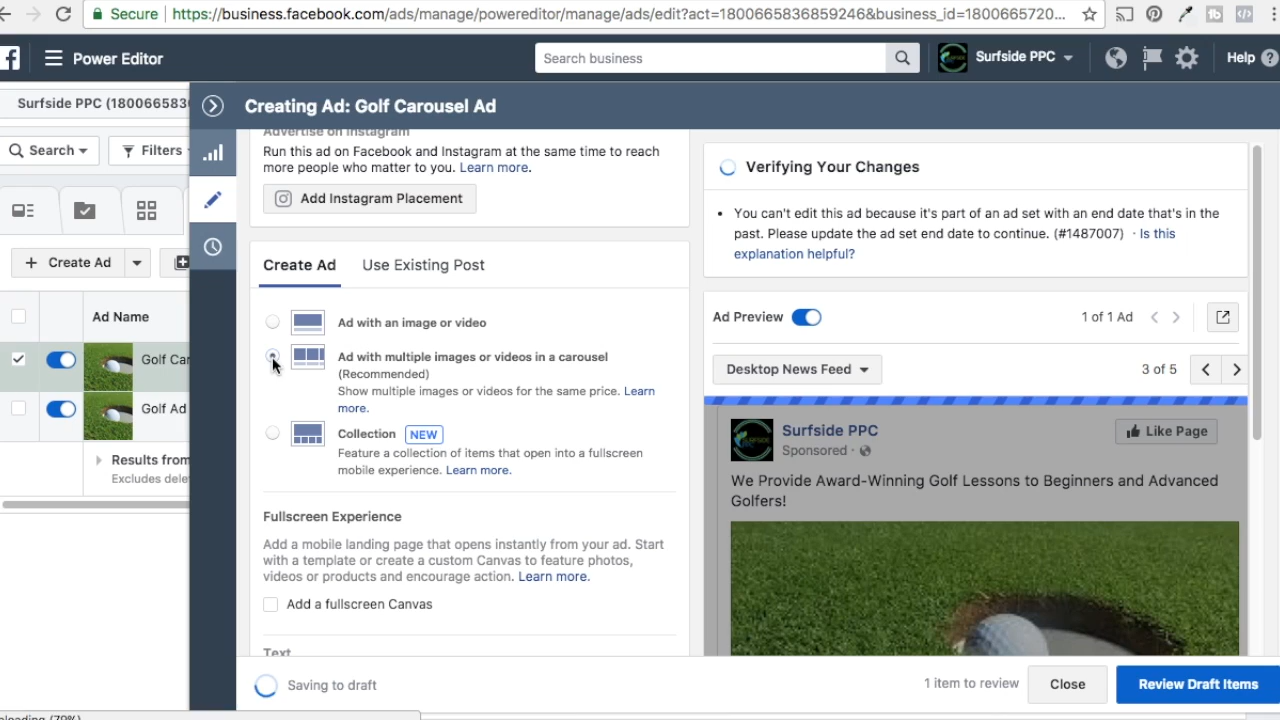 Secure
https://business.facebook.com/ads/manage/powereditor/manage/ads/edit?act=1800665836859246&business_id=1800665720...
Power Editor
Search business
Surfside PPC
Help
Surfside PPC (180066583
Creating Ad: Golf Carousel Ad
Search
Filters
Create Ad
Ad Name
Golf Ca
Golf Ad
Results from
Excludes dele
Advertise on Instagram
Run this ad on Facebook and Instagram at the same time to reach
more people who matter to you. Learn more.
Add Instagram Placement
Create Ad
Use Existing Post
Ad with an image or video
Ad with multiple images or videos in a carousel
(Recommended)
Show multiple images or videos for the same price. Learn
more.
Collection NEW
Feature a collection of items that open into a fullscreen
mobile experience. Learn more.
Fullscreen Experience
Add a mobile landing page that opens instantly from your ad. Start
with a template or create a custom Canvas to feature photos,
videos or products and encourage action. Learn more.
Add a fullscreen Canvas
Text
Verifying Your Changes
• You can't edit this ad because it's part of an ad set with an end date that's in the
past. Please update the ad set end date to continue. (#1487007) · Is this
explanation helpful?
Ad Preview
1 of 1 Ad
Desktop News Feed
3 of 5
Surfside PPC
Sponsored ·
Like Page
We Provide Award-Winning Golf Lessons to Beginners and Advanced
Golfers!
Saving to draft
1 item to review
Close
Review Draft Items